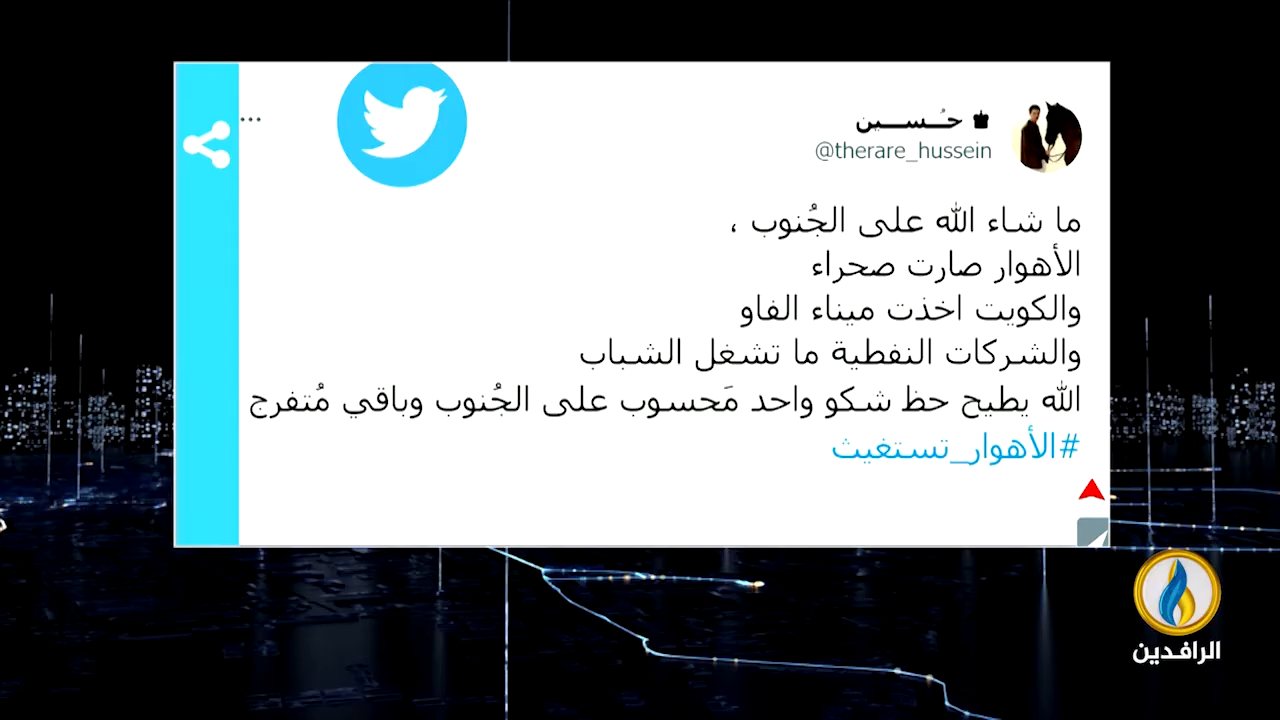 حُـــســـــين
@therare_hussein
ما شاء الله على الجُنوب ،
الأهوار صارت صحراء
والكويت اخذت ميناء الفاو
والشركات النفطية ما تشغل الشباب
الله يطيح حظ شكو واحد مَحسوب على الجُنوب وباقي مُتفرج
#الأهوار_تستغيث
الرافدين